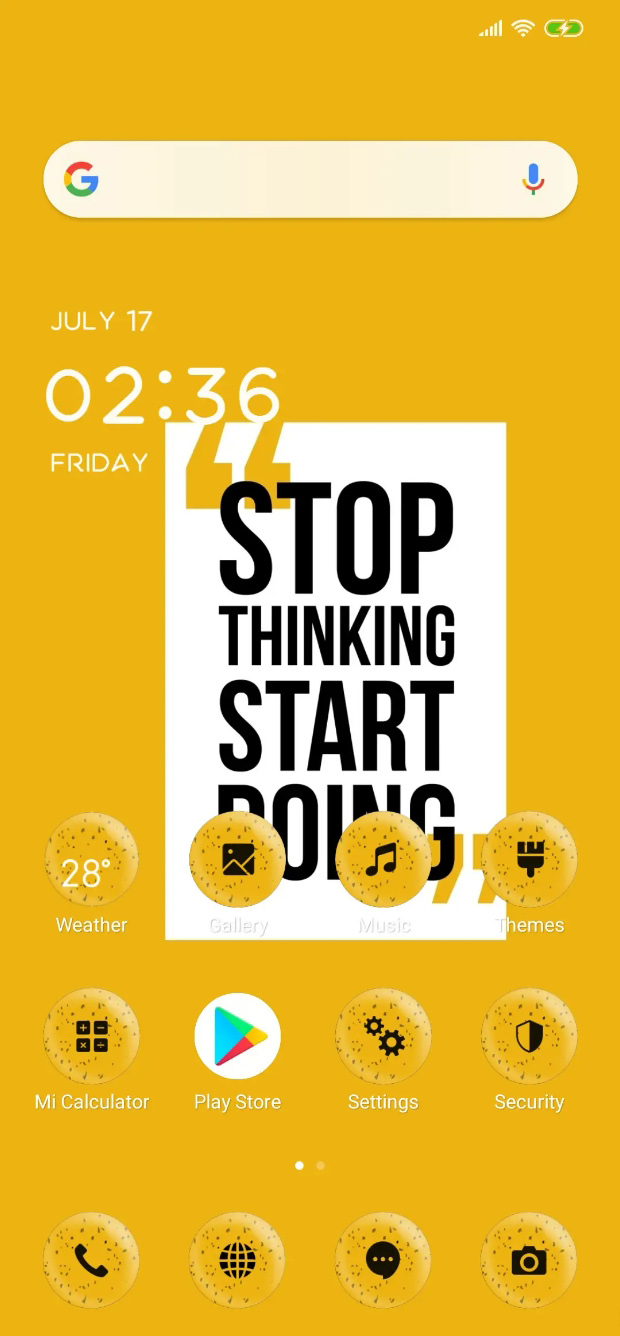 JULY 17
02:36
FRIDAY
“
STOP
THINKING
START
DOING
”
28°
Weather Gallery Music Themes
Mi Calculator Play Store Settings Security